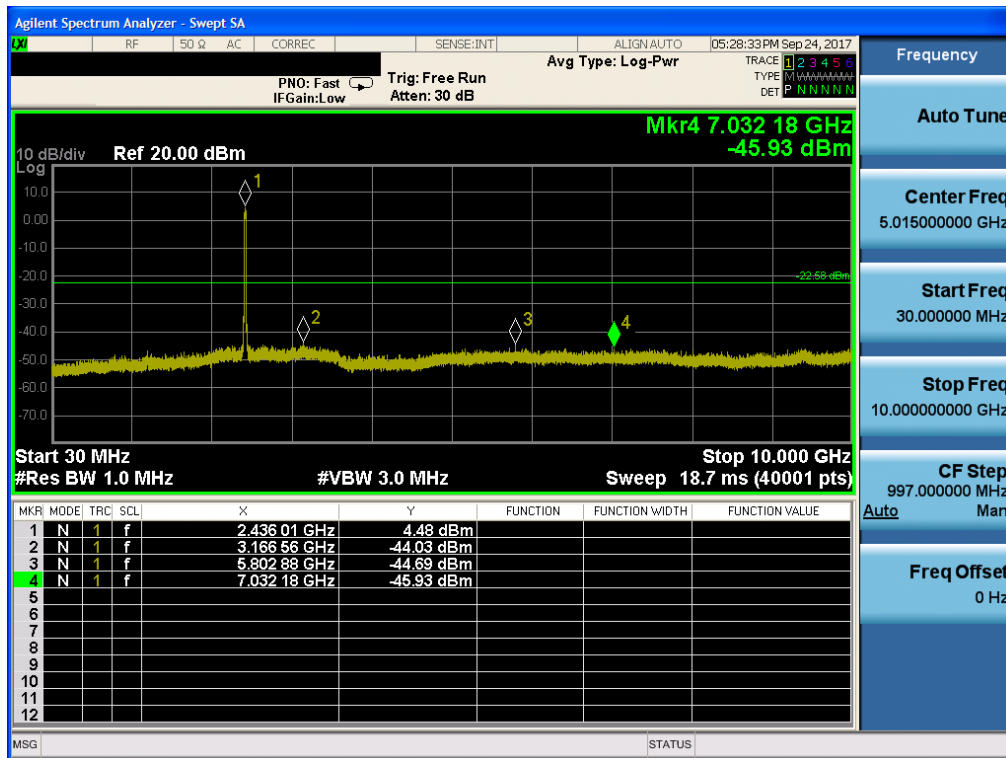 Agilent Spectrum Analyzer - Swept SA
LXI RF 50 Ω AC CORREC SENSE:INT ALIGN AUTO 05:28:33 PM Sep 24, 2017
PNO: Fast Trig: Free Run Avg Type: Log-Pwr TRACE 1 2 3 4 5 6
IFGain:Low Atten: 30 dB TYPE M WWWWW
DET P N N N N N
Mkr4 7.032 18 GHz
-45.93 dBm
10 dB/div Ref 20.00 dBm
Log
10.0
0.00
-10.0
-20.0
-30.0
-40.0
-50.0
-60.0
-70.0
1
2
3
4
-22.58 dBm
Start 30 MHz Stop 10.000 GHz
#Res BW 1.0 MHz #VBW 3.0 MHz Sweep 18.7 ms (40001 pts)
MKR MODE TRC SCL X Y FUNCTION FUNCTION WIDTH FUNCTION VALUE
1 N 1 f 2.436 01 GHz 4.48 dBm
2 N 1 f 3.166 56 GHz -44.03 dBm
3 N 1 f 5.802 88 GHz -44.69 dBm
4 N 1 f 7.032 18 GHz -45.93 dBm
5
6
7
8
9
10
11
12
MSG STATUS
Frequency
Auto Tune
Center Freq
5.015000000 GHz
Start Freq
30.000000 MHz
Stop Freq
10.000000000 GHz
CF Step
997.000000 MHz
Auto Man
Freq Offset
0 Hz